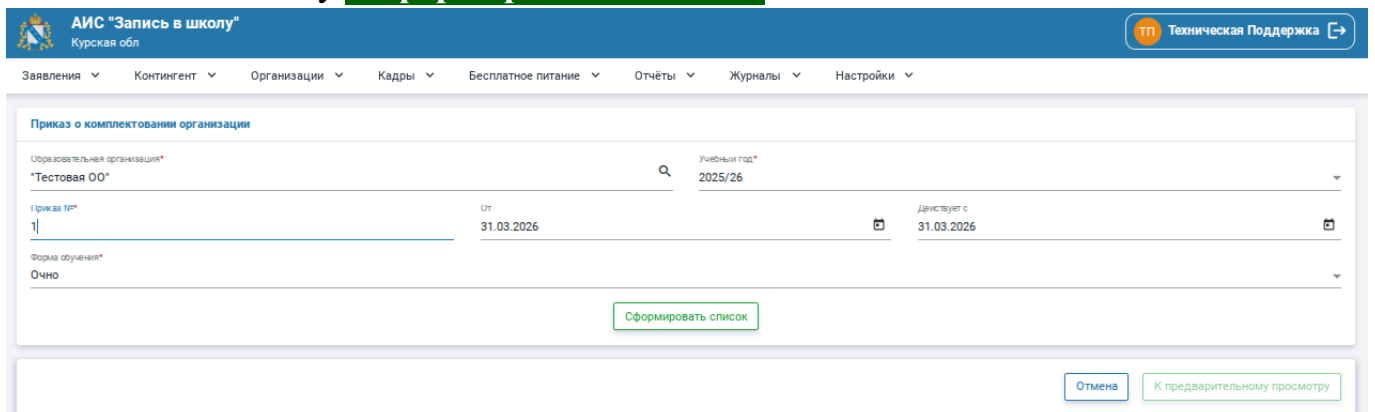 АИС "Запись в школу"
Курская обл
ТП Техническая Поддержка
Заявления Контингент Организации Кадры Бесплатное питание Отчёты Журналы Настройки
Приказ о комплектовании организации
Образовательная организация* Учебный год*
"Тестовая ОО" 2025/26
Приказ №* От Действует с
1 31.03.2026 31.03.2026
Форма обучения*
Очно
Сформировать список
Отмена К предварительному просмотру